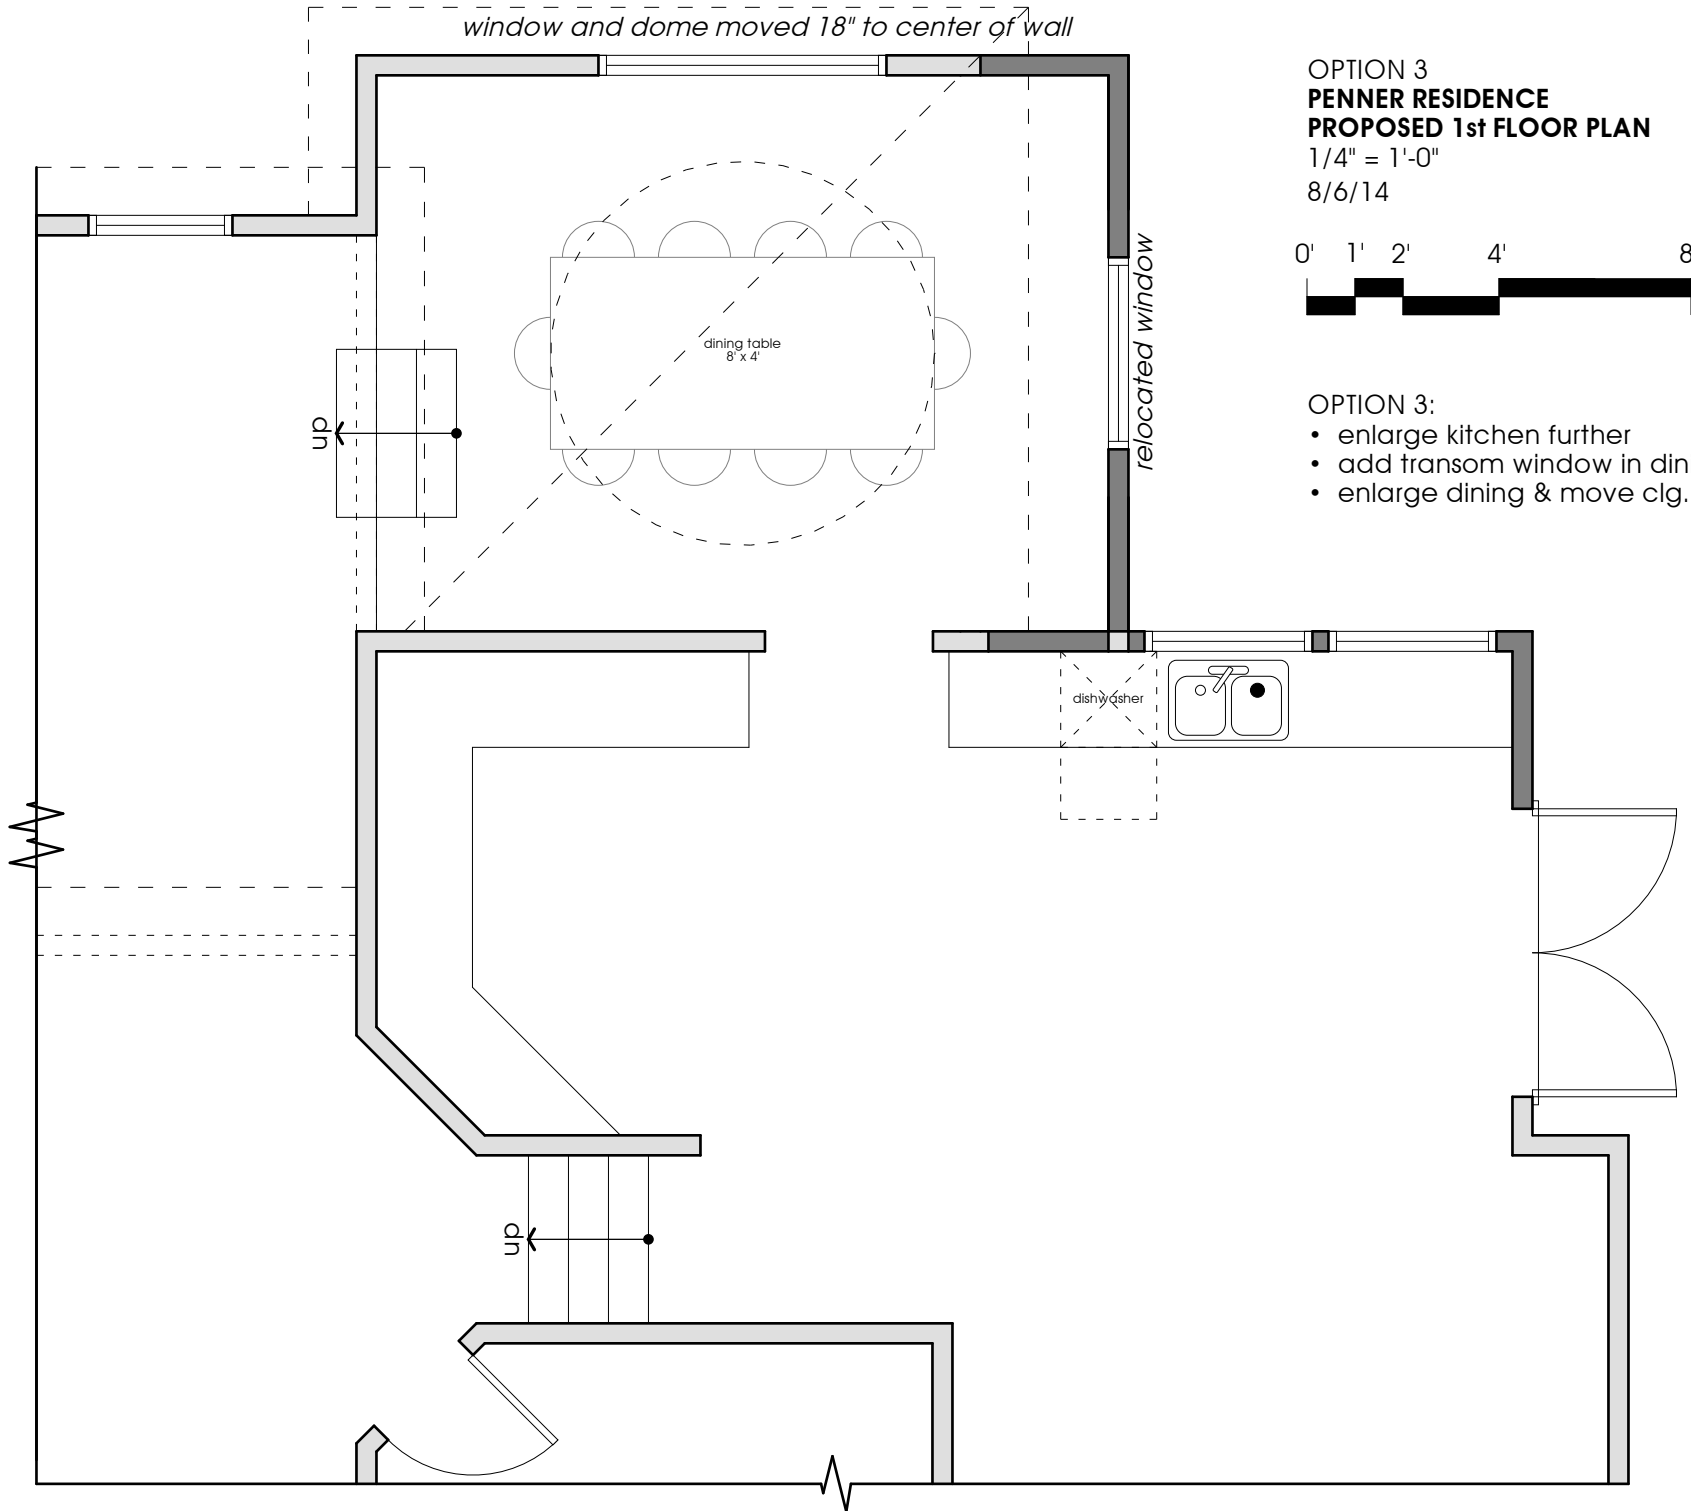 window and dome moved 18" to center of wall
OPTION 3
PENNER RESIDENCE
PROPOSED 1st FLOOR PLAN
1/4" = 1'-0"
8/6/14
0' 1' 2' 4' 8
relocated window
dining table
8' x 4'
OPTION 3:
• enlarge kitchen further
• add transom window in din
• enlarge dining & move clg.
dn
dishwasher
dn